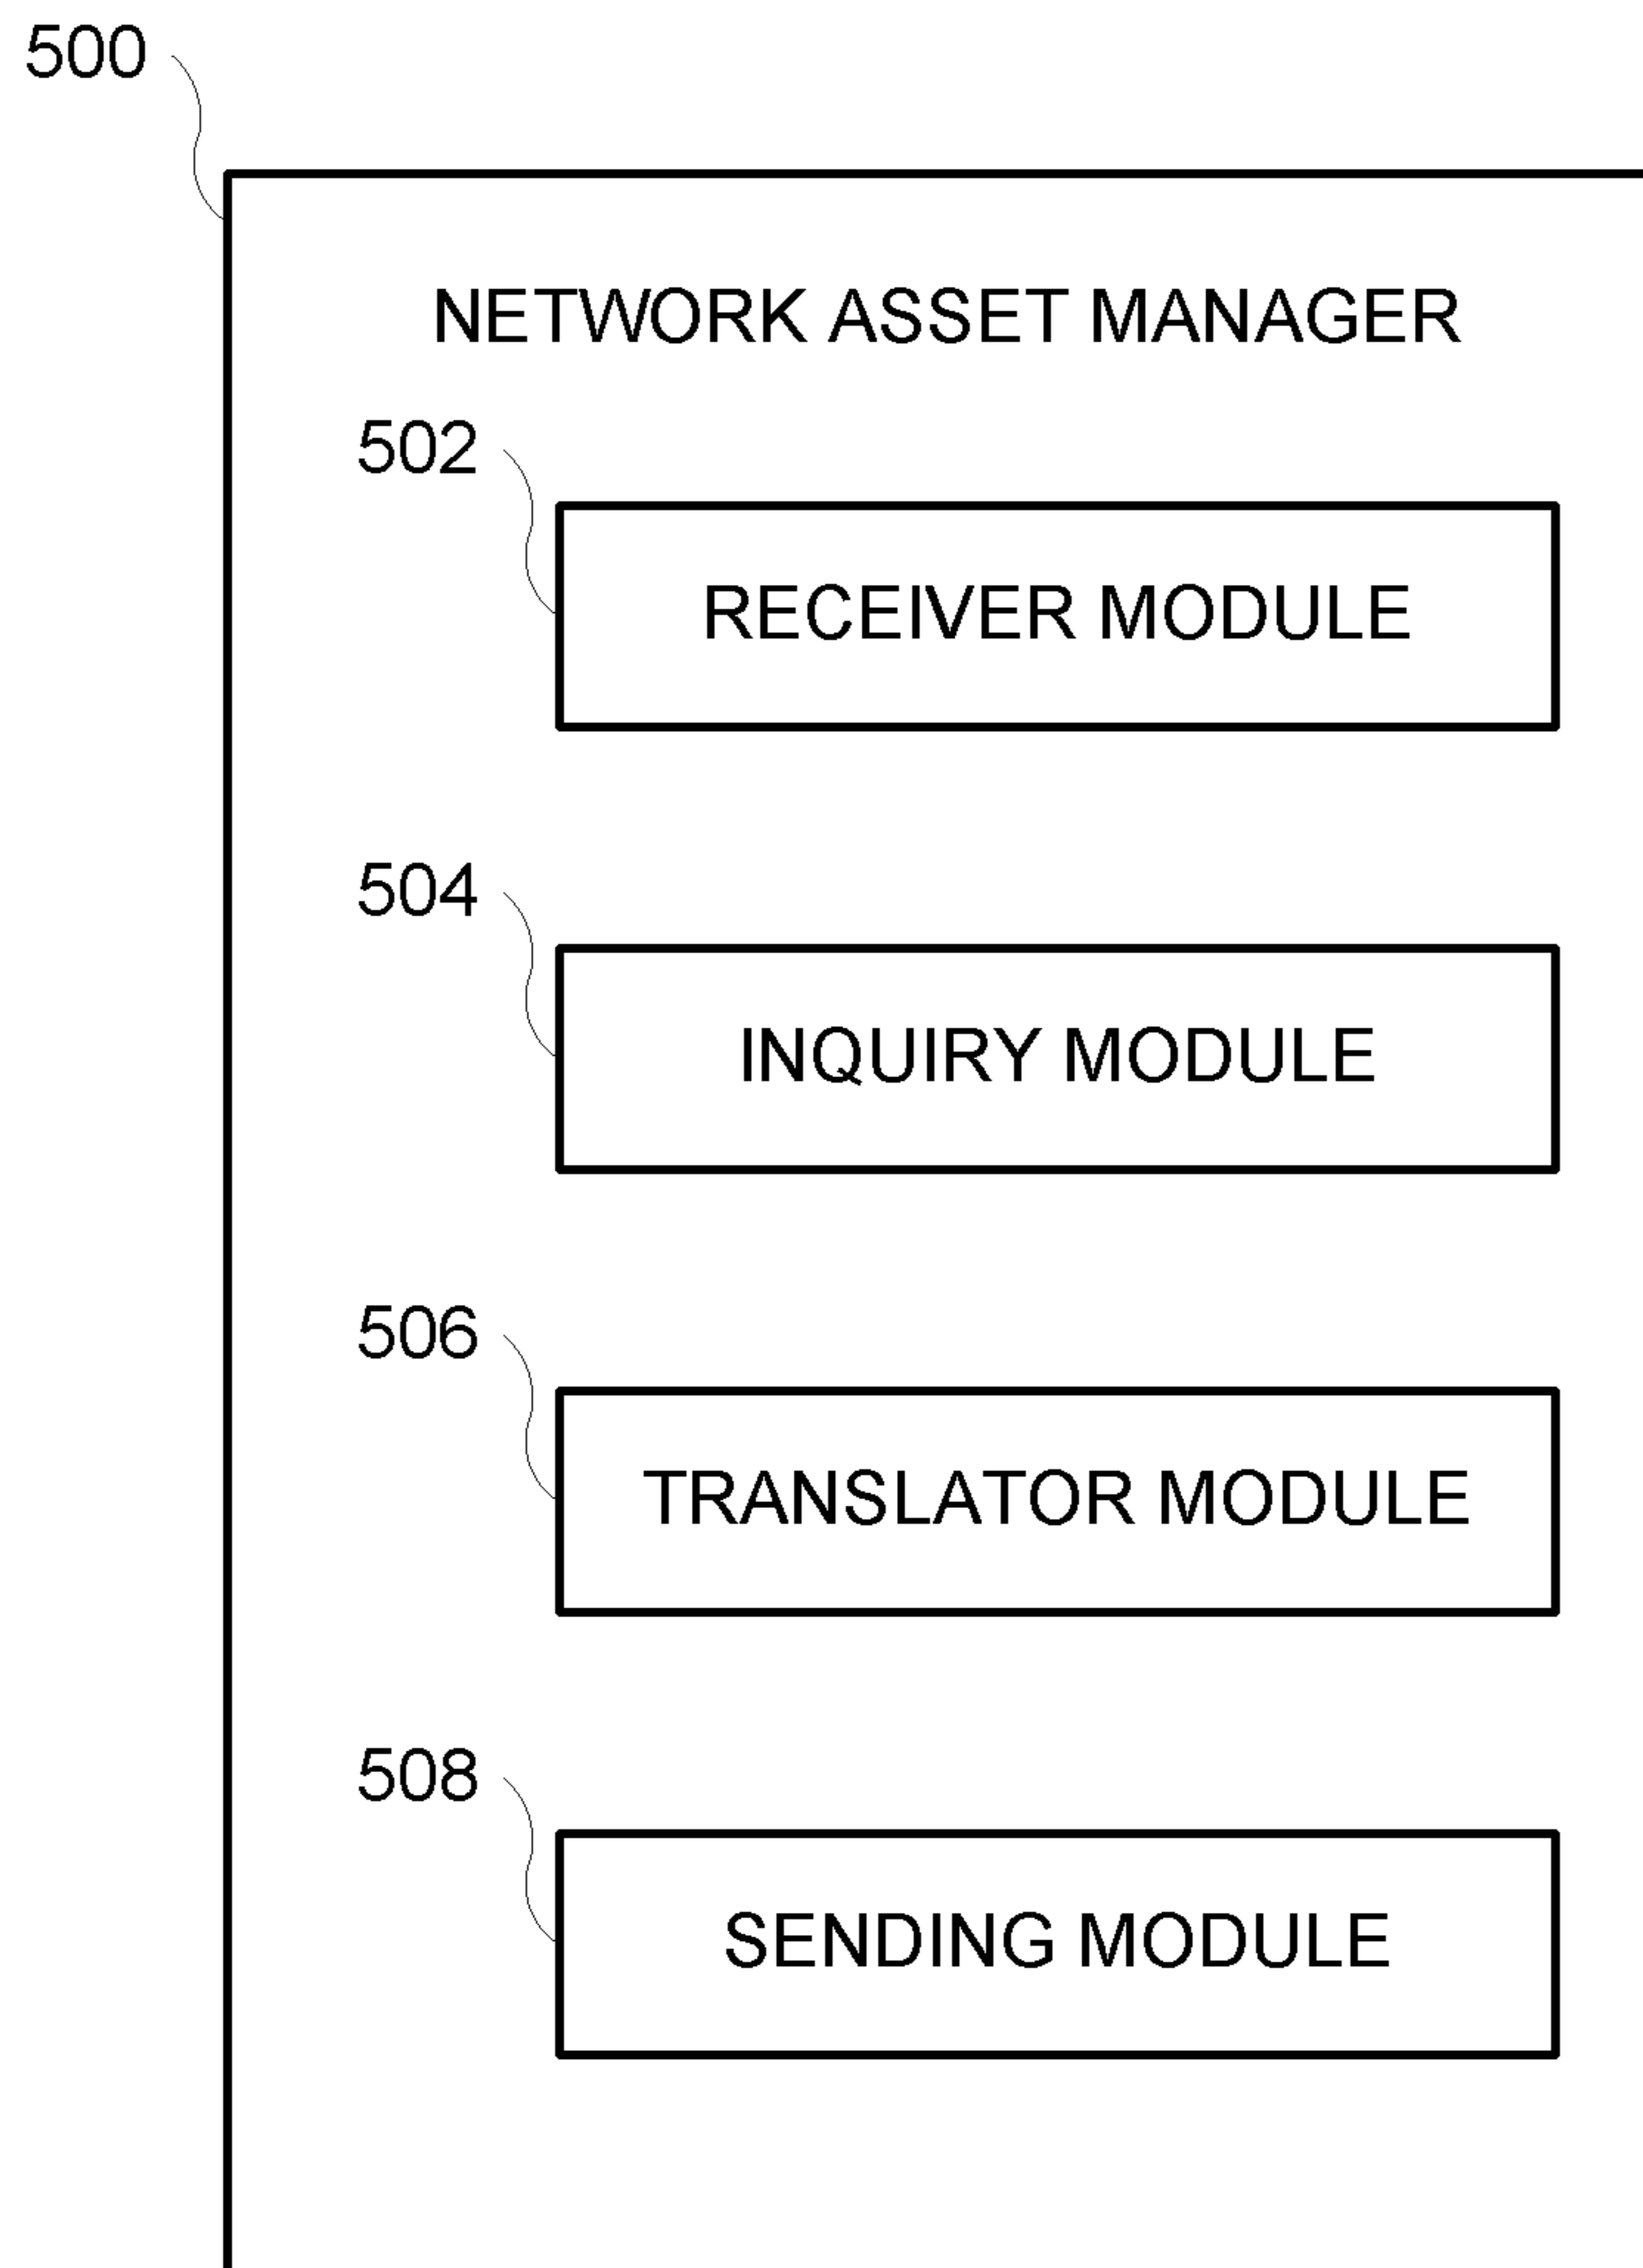 500
NETWORK ASSET MANAGER
502
RECEIVER MODULE
504
INQUIRY MODULE
506
TRANSLATOR MODULE
508
SENDING MODULE